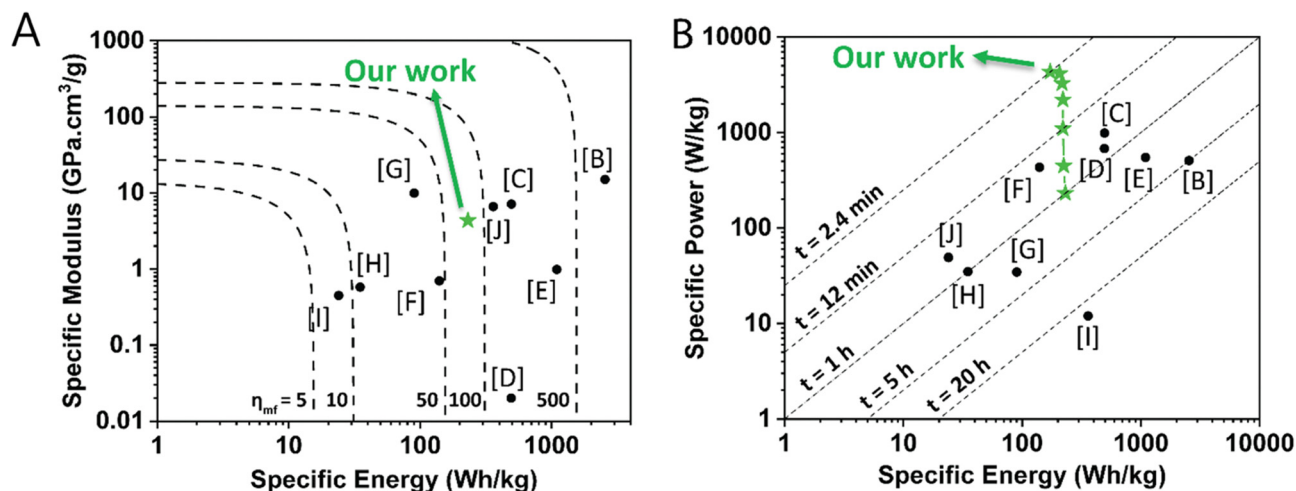 A
Specific Modulus (GPa.cm³/g)
1000
100
10
1
0.1
0.01
Our work
[G]
[C]
[B]
[J]
[H]
[I]
[F]
[E]
[D]
ηmf = 5 10 50 100 500
1 10 100 1000
Specific Energy (Wh/kg)
B
Specific Power (W/kg)
10000
1000
100
10
1
Our work
[C]
[D]
[E]
[B]
[F]
[J]
[G]
[H]
[I]
t = 2.4 min
t = 12 min
t = 1 h
t = 5 h
t = 20 h
1 10 100 1000 10000
Specific Energy (Wh/kg)